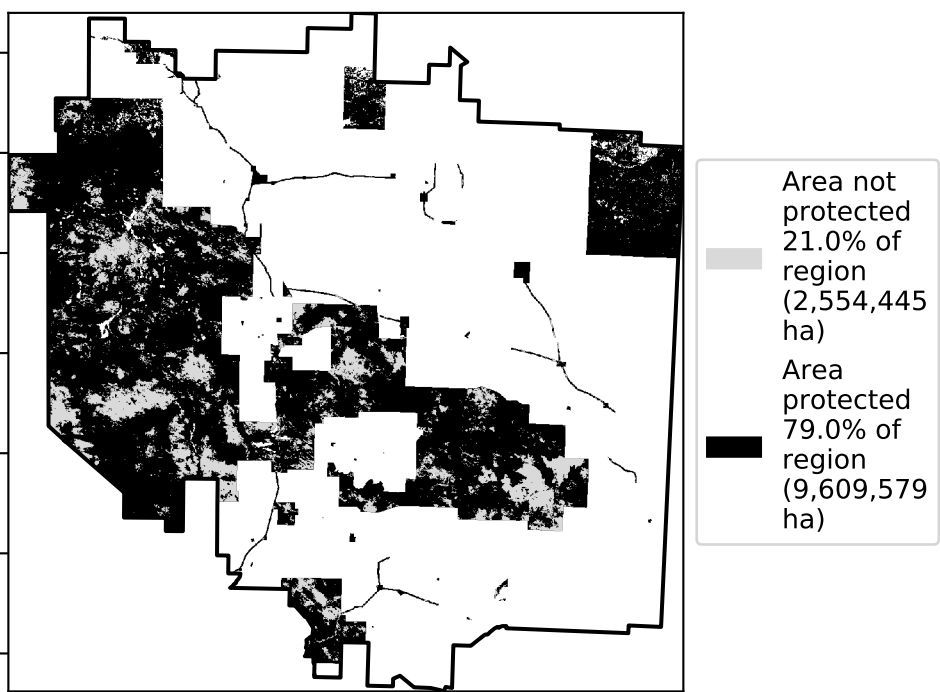 Area not
protected
21.0% of
region
(2,554,445
ha)
Area
protected
79.0% of
region
(9,609,579
ha)